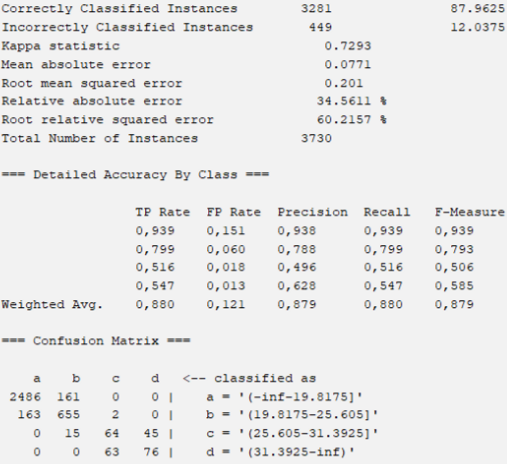 Correctly Classified Instances 3281 87.9625
Incorrectly Classified Instances 449 12.0375
Kappa statistic 0.7293
Mean absolute error 0.0771
Root mean squared error 0.201
Relative absolute error 34.5611 %
Root relative squared error 60.2157 %
Total Number of Instances 3730
=== Detailed Accuracy By Class ===
TP Rate FP Rate Precision Recall F-Measure
0,939 0,151 0,938 0,939 0,939
0,799 0,060 0,788 0,799 0,793
0,516 0,018 0,496 0,516 0,506
0,547 0,013 0,628 0,547 0,585
Weighted Avg. 0,880 0,121 0,879 0,880 0,879
=== Confusion Matrix ===
a b c d <-- classified as
2486 161 0 0 | a = '(-inf-19.8175]'
163 655 2 0 | b = '(19.8175-25.605]'
0 15 64 45 | c = '(25.605-31.3925]'
0 0 63 76 | d = '(31.3925-inf)'